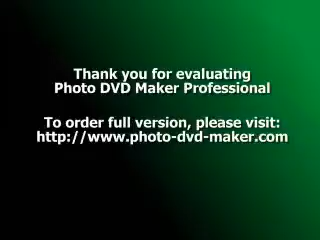 Thank you for evaluating
Photo DVD Maker Professional
To order full version, please visit:
http://www.photo-dvd-maker.com